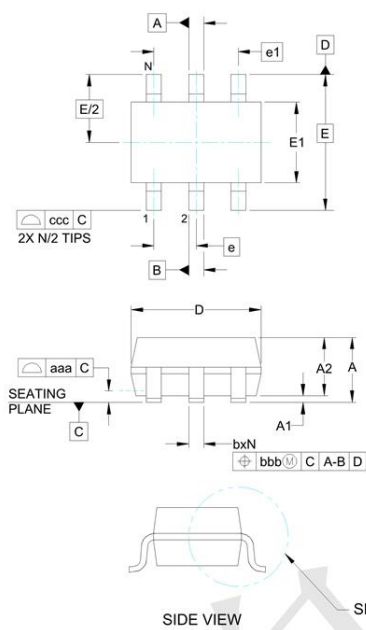 A
N
e1
D
E/2
E1
E
ccc C
1
2
2X N/2 TIPS
e
B
D
aaa C
A2
A
SEATING
PLANE
C
A1
bxN
bbb M C A-B D
SIDE VIEW